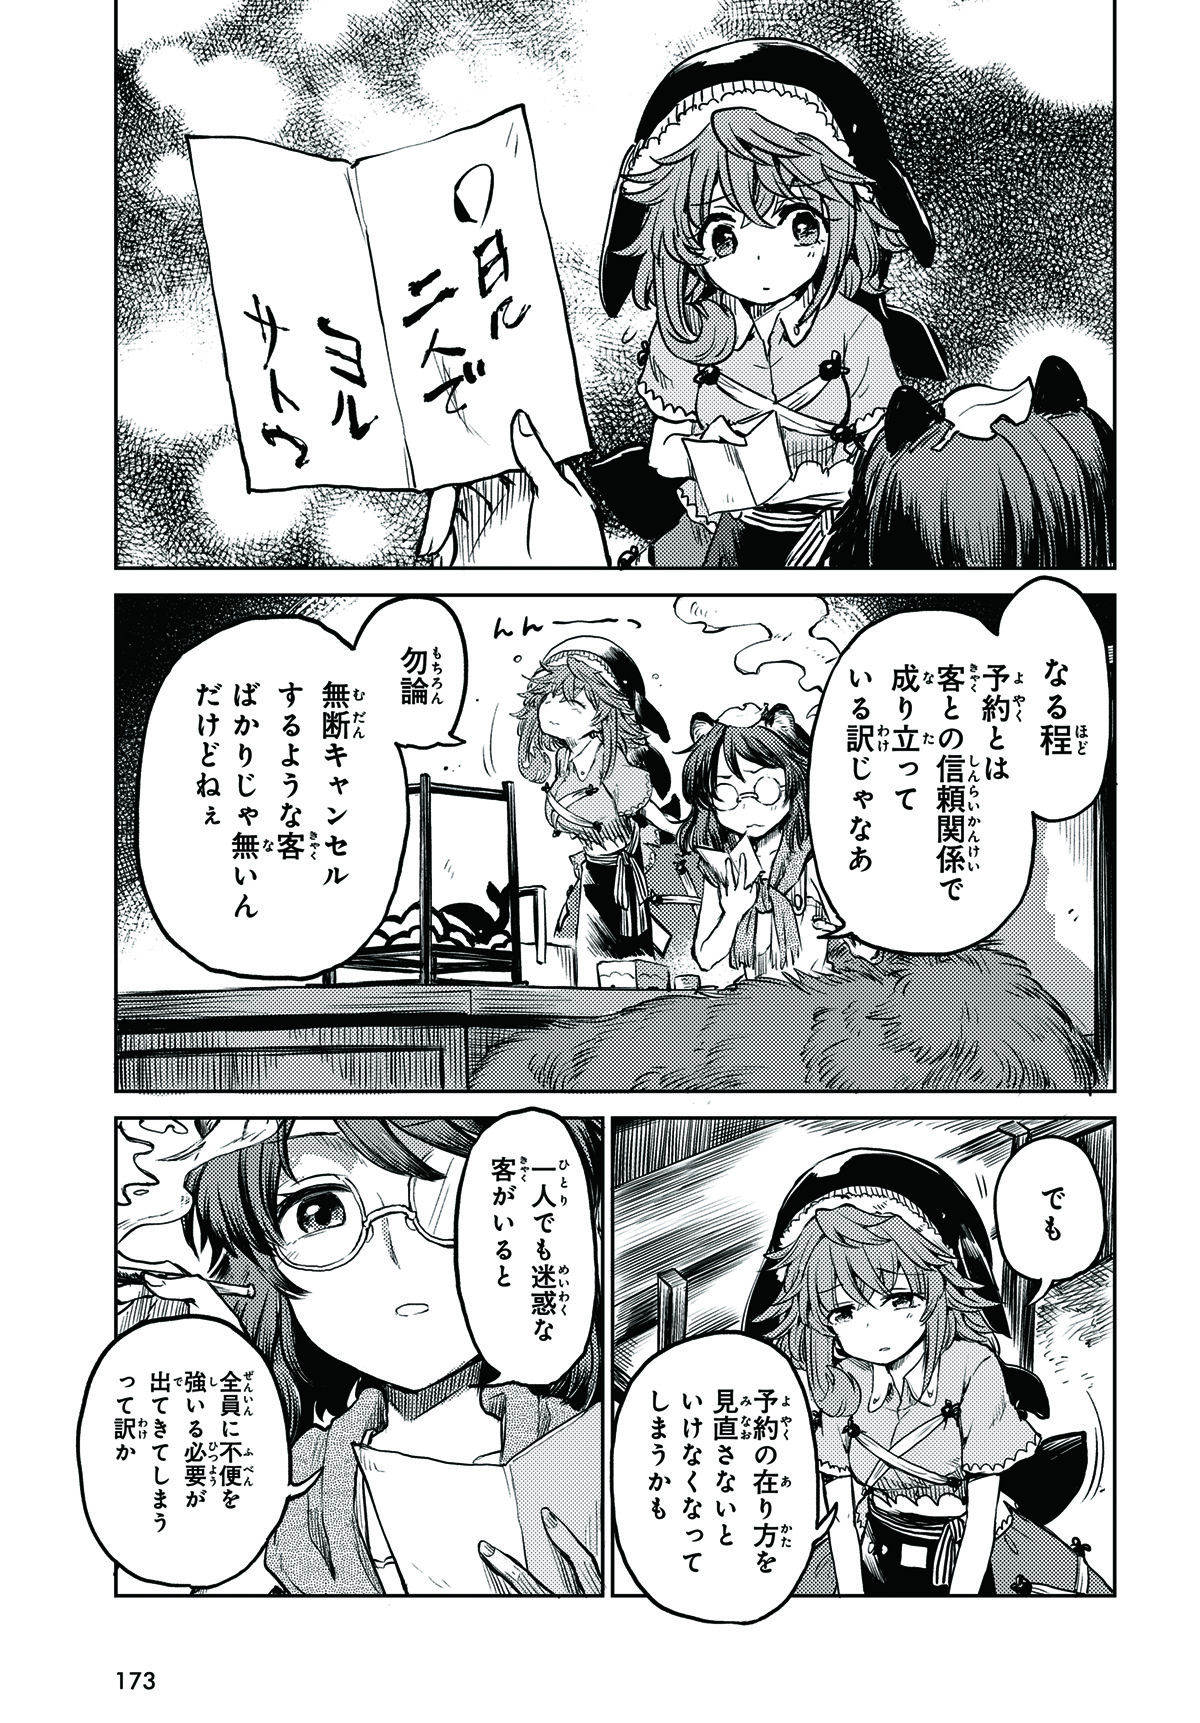 〇日に
二人で
ヨル
サトウ
なる程
予約とは
客との信頼関係で
成り立って
いる訳じゃなあ
んんー
勿論
無断キャンセル
するような客
ばかりじゃ無いん
だけどねぇ
でも
予約の在り方を
見直さないと
いけなくなって
しまうかも
一人でも迷惑な
客がいると
全員に不便を
強いる必要が
出てきてしまう
って訳か
173